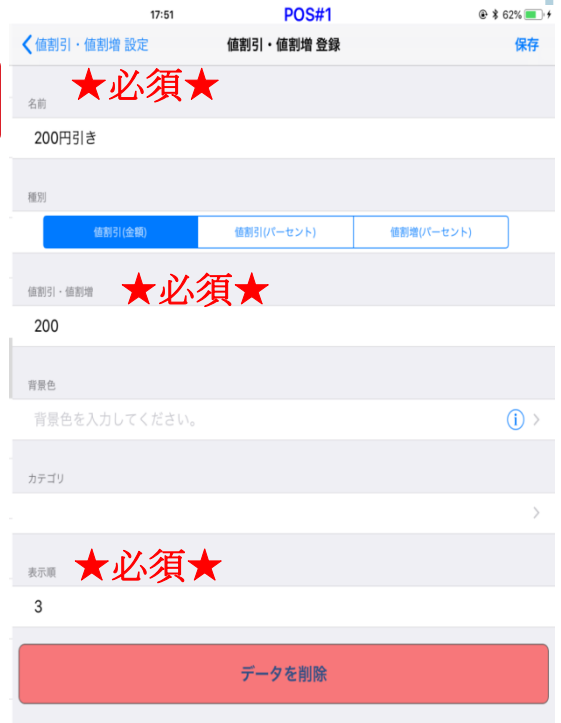 17:51 POS#1 62%
値割引・値割増 設定 値割引・値割増 登録 保存
名前 ★必須★
200円引き
種別
値割引(金額) 値割引(パーセント) 値割増(パーセント)
値割引・値割増 ★必須★
200
背景色
背景色を入力してください。
カテゴリ
表示順 ★必須★
3
データを削除